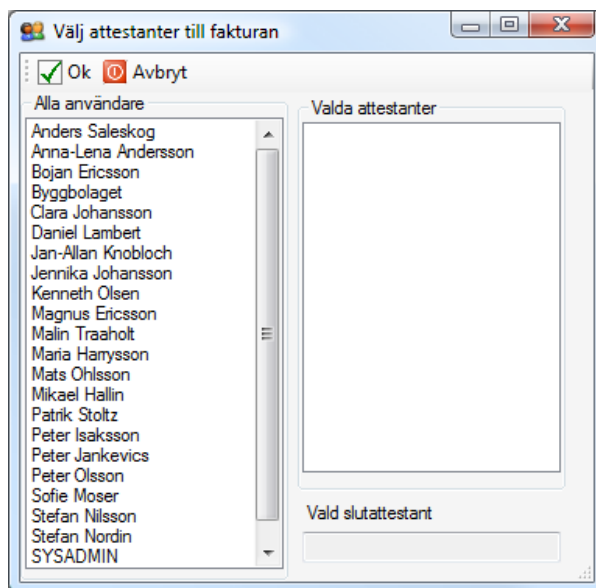 Välj attestanter till fakturan
Ok Avbryt
Alla användare
Anders Saleskog
Anna-Lena Andersson
Bojan Ericsson
Byggbolaget
Clara Johansson
Daniel Lambert
Jan-Allan Knobloch
Jennika Johansson
Kenneth Olsen
Magnus Ericsson
Malin Traaholt
Maria Harrysson
Mats Ohlsson
Mikael Hallin
Patrik Stoltz
Peter Isaksson
Peter Jankevics
Peter Olsson
Sofie Moser
Stefan Nilsson
Stefan Nordin
SYSADMIN
Valda attestanter
Vald slutattestant